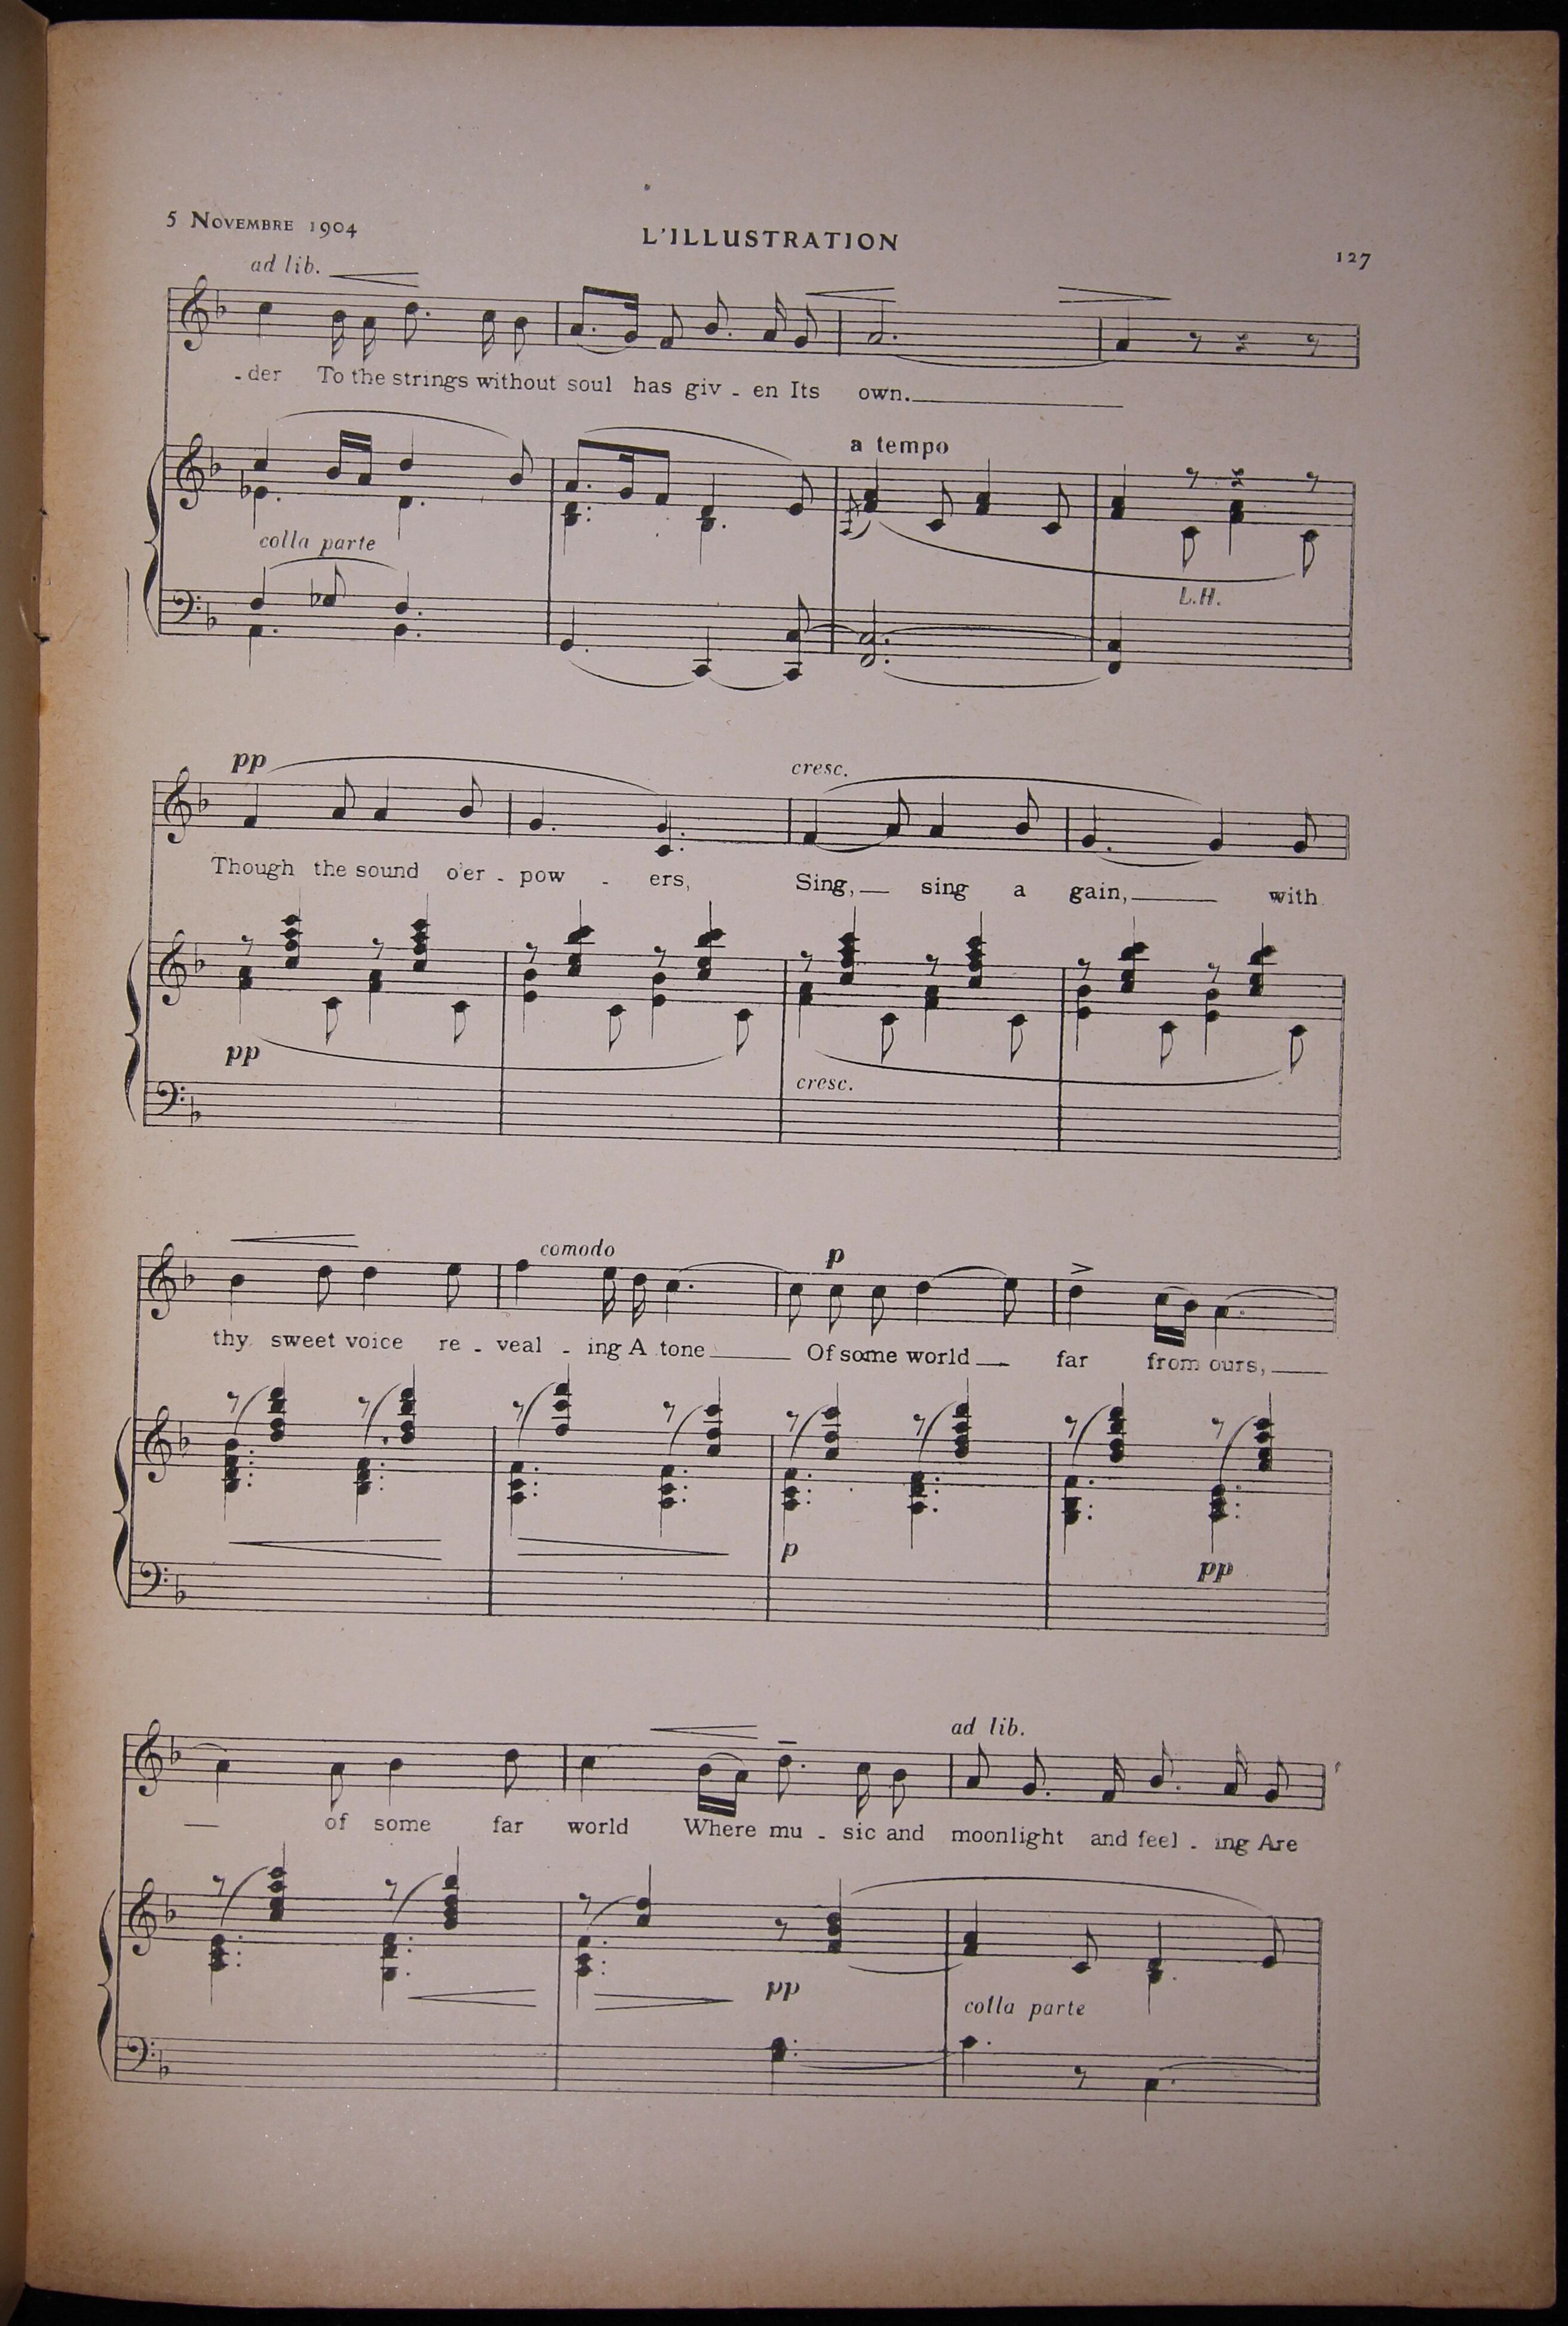 5 NOVEMBRE 1904
L'ILLUSTRATION
127
ad lib.
-der To the strings without soul has giv - en Its own.
a tempo
colla parte
L.H.
pp
cresc.
Though the sound o'er - pow - ers, Sing, sing a gain, with
pp
cresc.
comodo
p
thy sweet voice re - veal - ing A tone Of some world far from ours,
p
pp
ad lib.
of some far world Where mu - sic and moonlight and feel - ing Are
pp
colla parte